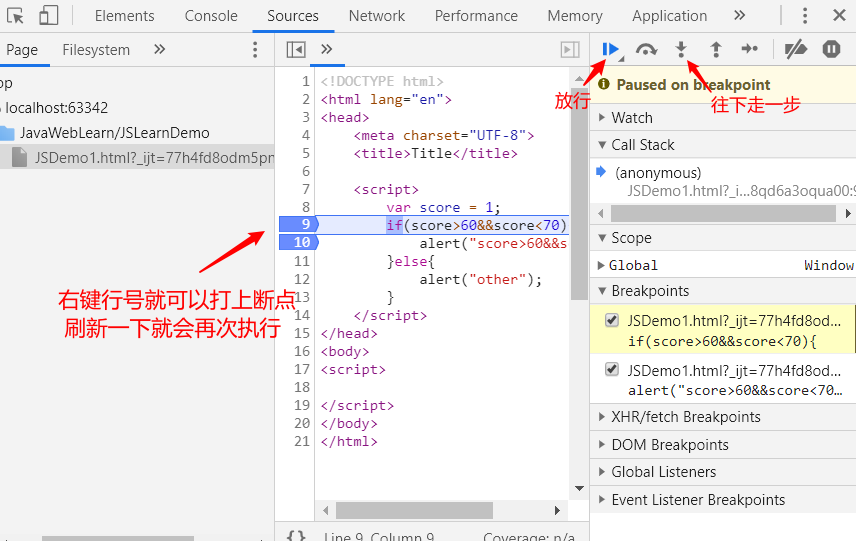 Elements Console Sources Network Performance Memory Application »
Page Filesystem »
»
op
localhost:63342
JavaWebLearn/JSLearnDemo
JSDemo1.html?_ijt=77h4fd8odm5pn
1 <!DOCTYPE html>
2 <html lang="en">
3 <head>
4 <meta charset="UTF-8">
5 <title>Title</title>
6
7 <script>
8 var score = 1;
9 if(score>60&&score<70)
10 alert("score>60&&s
11 }else{
12 alert("other");
13 }
14 </script>
15 </head>
16 <body>
17 <script>
18
19 </script>
20 </body>
21 </html>
右键行号就可以打上断点
刷新一下就会再次执行
{} Line 9, Column 9 Coverage: n/a
放行
往下走一步
Paused on breakpoint
Watch
Call Stack
(anonymous)
JSDemo1.html?_i…8qd6a3oqua00:9
Scope
Global Window
Breakpoints
JSDemo1.html?_ijt=77h4fd8od…
if(score>60&&score<70){
JSDemo1.html?_ijt=77h4fd8od…
alert("score>60&&score<70…
XHR/fetch Breakpoints
DOM Breakpoints
Global Listeners
Event Listener Breakpoints